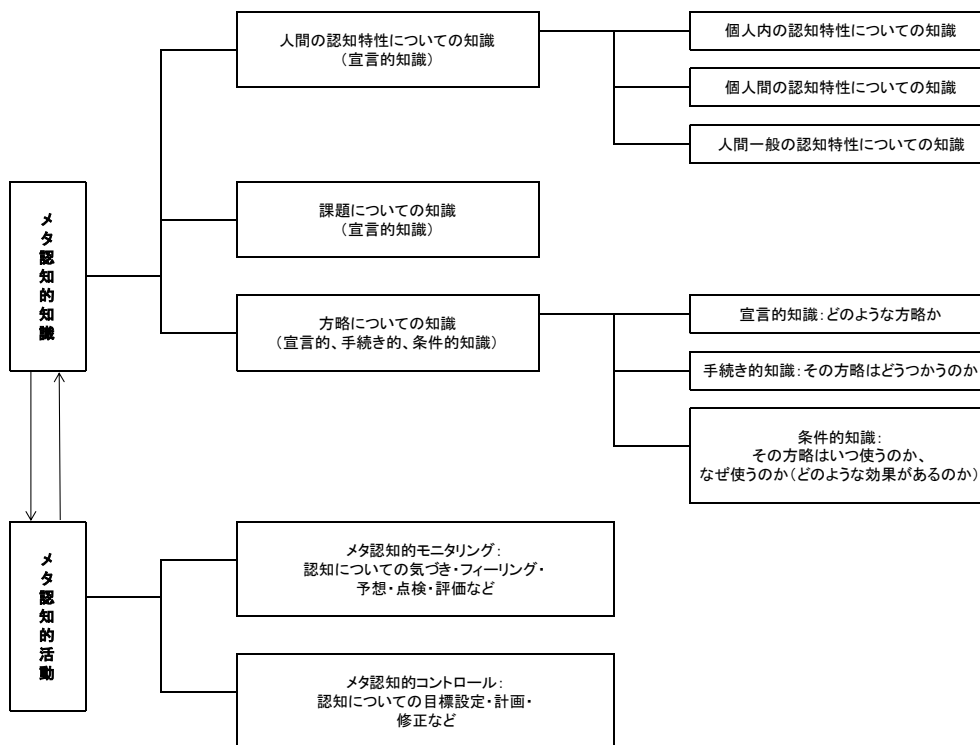 人間の認知特性についての知識
（宣言的知識）
個人内の認知特性についての知識
個人間の認知特性についての知識
人間一般の認知特性についての知識
メタ認知的知識
課題についての知識
（宣言的知識）
方略についての知識
（宣言的、手続き的、条件的知識）
宣言的知識：どのような方略か
手続き的知識：その方略はどうつかうのか
条件的知識：
その方略はいつ使うのか、
なぜ使うのか（どのような効果があるのか）
メタ認知的活動
メタ認知的モニタリング：
認知についての気づき・フィーリング・
予想・点検・評価など
メタ認知的コントロール：
認知についての目標設定・計画・
修正など